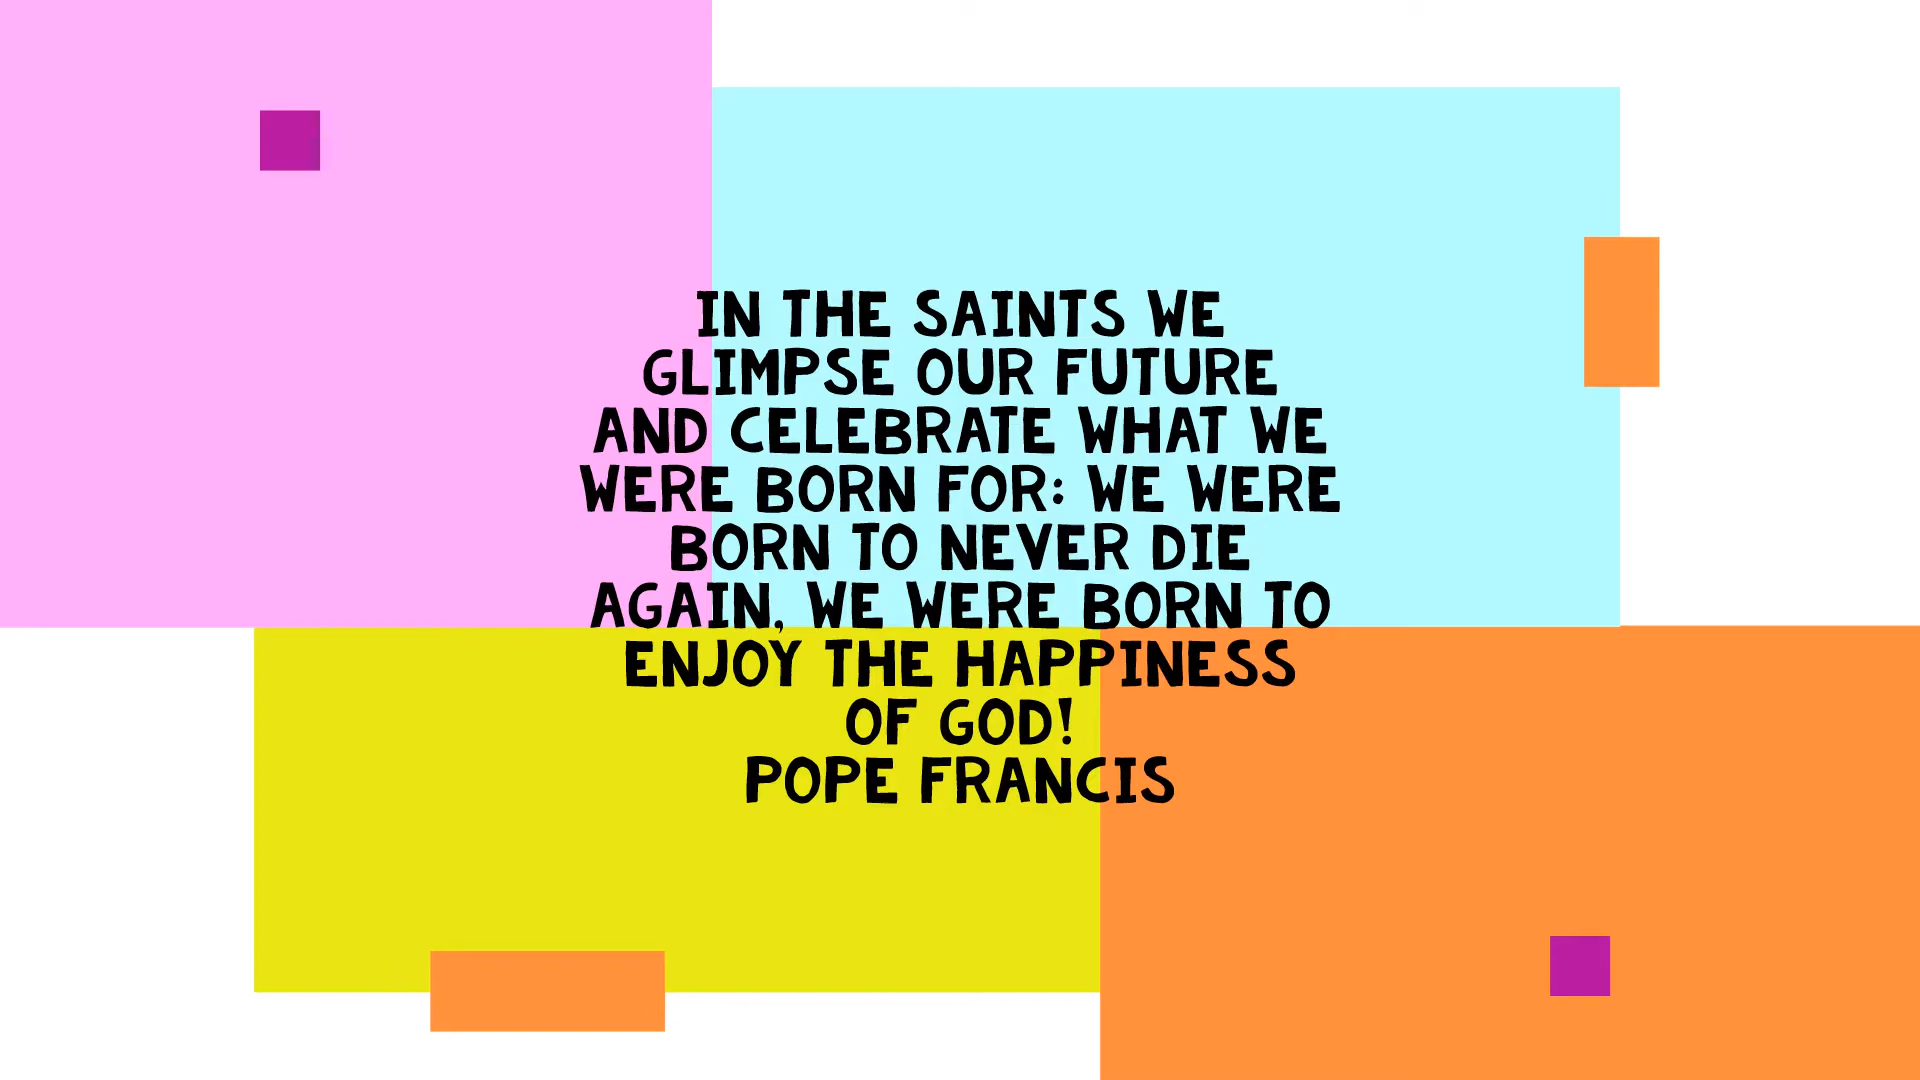 IN THE SAINTS WE
GLIMPSE OUR FUTURE
AND CELEBRATE WHAT WE
WERE BORN FOR: WE WERE
BORN TO NEVER DIE
AGAIN, WE WERE BORN TO
ENJOY THE HAPPINESS
OF GOD!
POPE FRANCIS